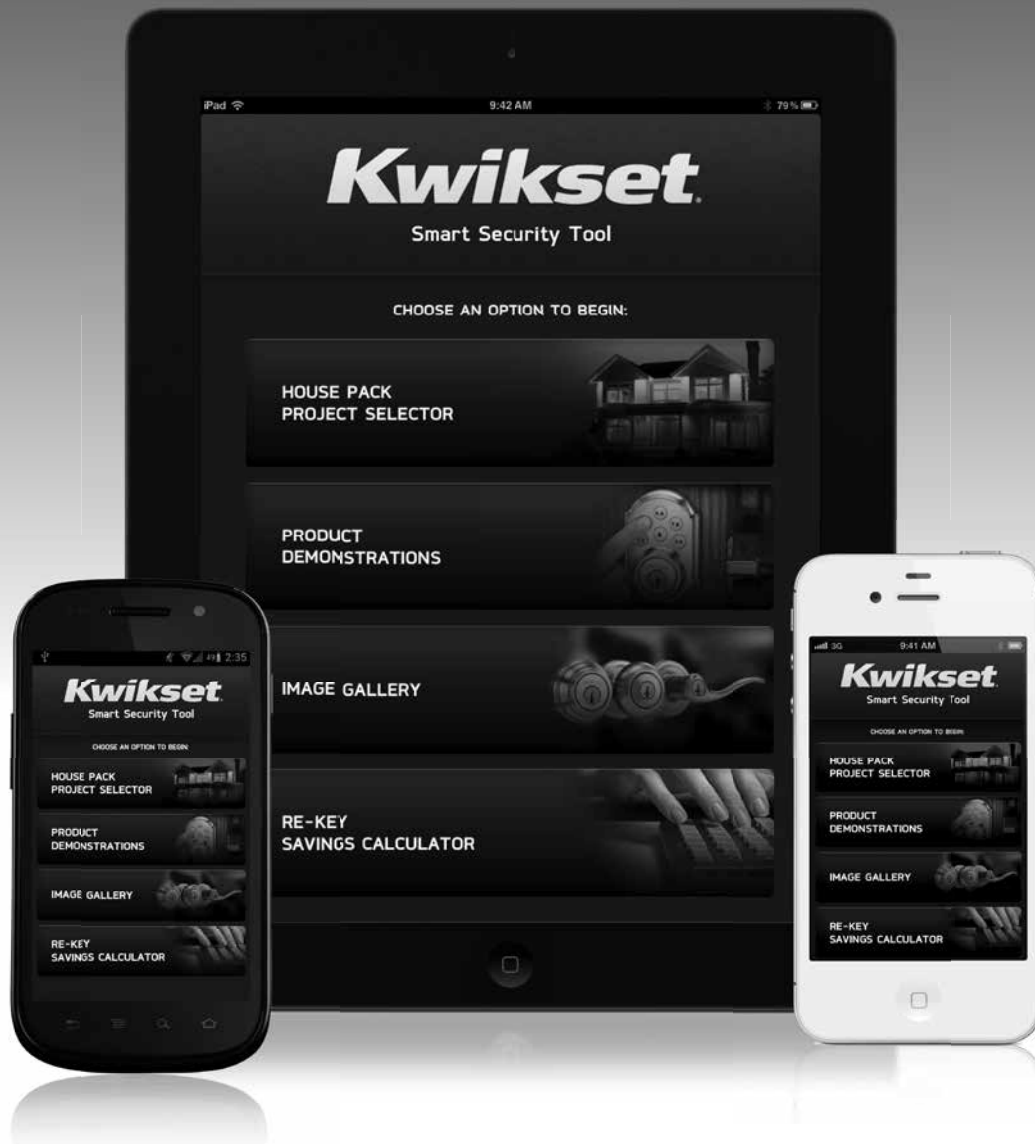 iPad 9:42 AM 79%
Kwikset.
Smart Security Tool
CHOOSE AN OPTION TO BEGIN:
HOUSE PACK
PROJECT SELECTOR
PRODUCT
DEMONSTRATIONS
IMAGE GALLERY
RE-KEY
SAVINGS CALCULATOR
2:35
Kwikset.
Smart Security Tool
CHOOSE AN OPTION TO BEGIN:
HOUSE PACK
PROJECT SELECTOR
PRODUCT
DEMONSTRATIONS
IMAGE GALLERY
RE-KEY
SAVINGS CALCULATOR
3G 9:41 AM
Kwikset.
Smart Security Tool
CHOOSE AN OPTION TO BEGIN:
HOUSE PACK
PROJECT SELECTOR
PRODUCT
DEMONSTRATIONS
IMAGE GALLERY
RE-KEY
SAVINGS CALCULATOR